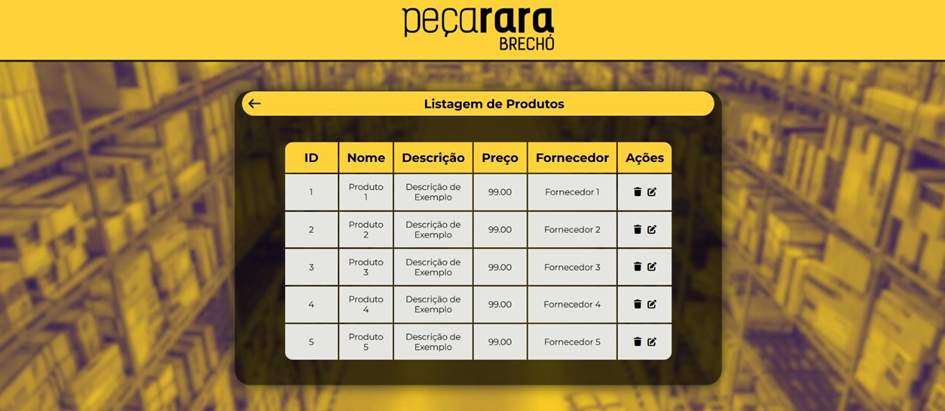 peçarara
BRECHÓ
Listagem de Produtos
ID Nome Descrição Preço Fornecedor Ações
1 Produto 1 Descrição de Exemplo 99.00 Fornecedor 1
2 Produto 2 Descrição de Exemplo 99.00 Fornecedor 2
3 Produto 3 Descrição de Exemplo 99.00 Fornecedor 3
4 Produto 4 Descrição de Exemplo 99.00 Fornecedor 4
5 Produto 5 Descrição de Exemplo 99.00 Fornecedor 5